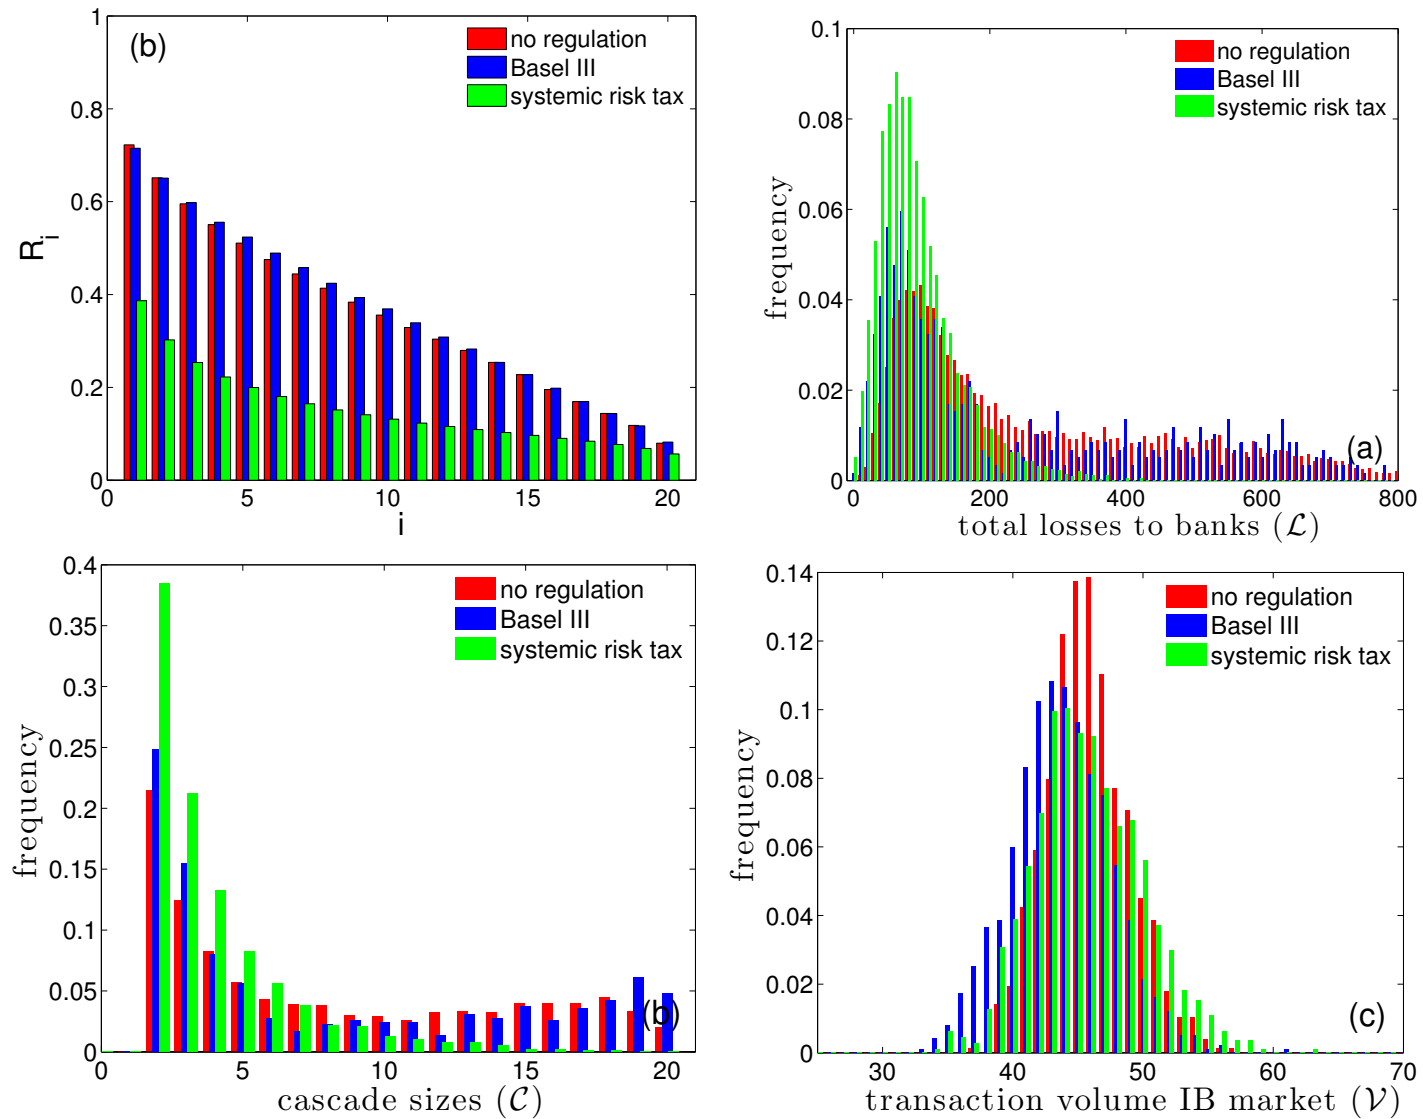 1
0.8
0.6
0.4
0.2
0
0 5 10 15 20
R_i
i
(b)
no regulation
Basel III
systemic risk tax
0.1
0.08
0.06
0.04
0.02
0
0 200 400 600 800
frequency
total losses to banks (ℒ)
(a)
no regulation
Basel III
systemic risk tax
0.4
0.35
0.3
0.25
0.2
0.15
0.1
0.05
0
0 5 10 15 20
frequency
cascade sizes (𝒞)
(b)
no regulation
Basel III
systemic risk tax
0.14
0.12
0.1
0.08
0.06
0.04
0.02
0
30 40 50 60 70
frequency
transaction volume IB market (𝒱)
(c)
no regulation
Basel III
systemic risk tax